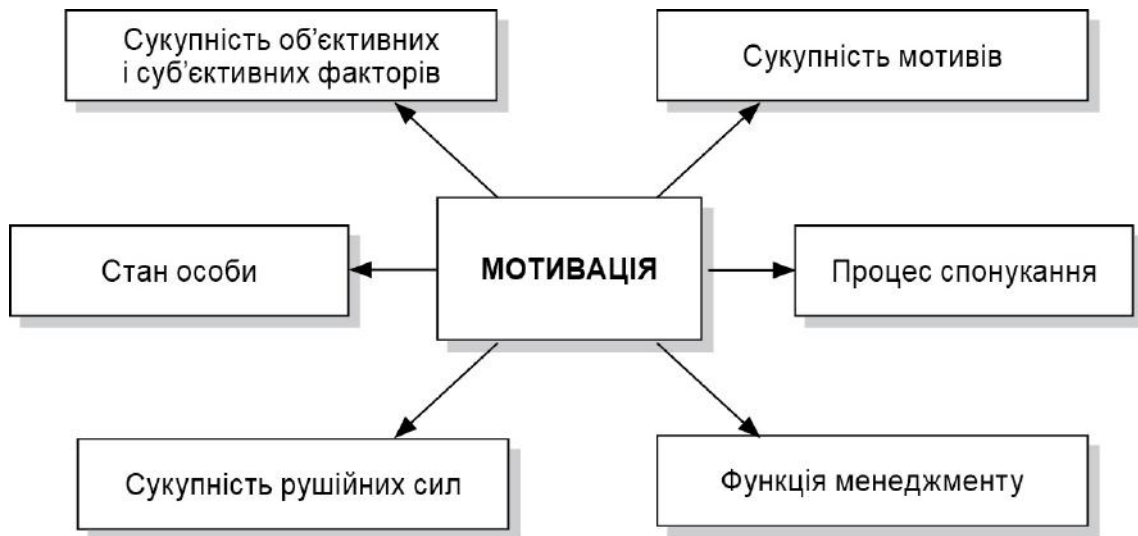 Сукупність об’єктивних
і суб’єктивних факторів
Сукупність мотивів
Стан особи
МОТИВАЦІЯ
Процес спонукання
Сукупність рушійних сил
Функція менеджменту